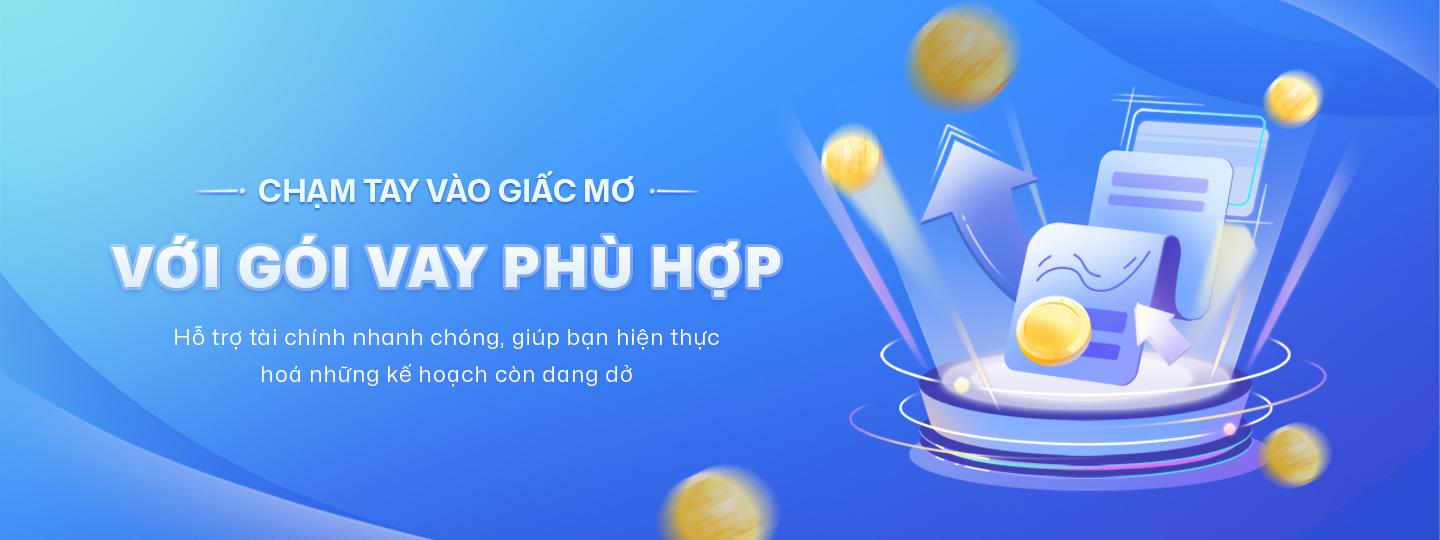 CHẠM TAY VÀO GIẤC MƠ
VỚI GÓI VAY PHÙ HỢP
Hỗ trợ tài chính nhanh chóng, giúp bạn hiện thực
hoá những kế hoạch còn dang dở